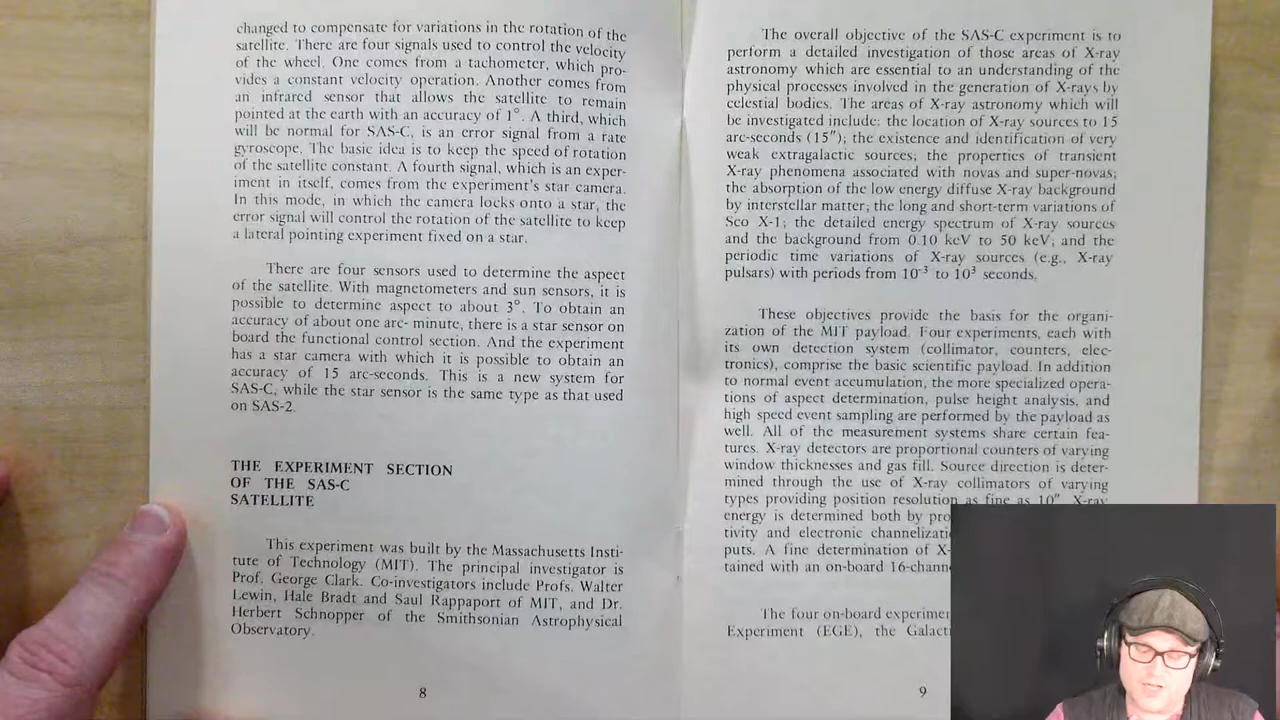 changed to compensate for variations in the rotation of the
satellite. There are four signals used to control the velocity
of the wheel. One comes from a tachometer, which pro-
vides a constant velocity operation. Another comes from
an infrared sensor that allows the satellite to remain
pointed at the earth with an accuracy of 1°. A third, which
will be normal for SAS-C, is an error signal from a rate
gyroscope. The basic idea is to keep the speed of rotation
of the satellite constant. A fourth signal, which is an exper-
iment in itself, comes from the experiment's star camera.
In this mode, in which the camera locks onto a star, the
error signal will control the rotation of the satellite to keep
a lateral pointing experiment fixed on a star.
There are four sensors used to determine the aspect
of the satellite. With magnetometers and sun sensors, it is
possible to determine aspect to about 3°. To obtain an
accuracy of about one arc- minute, there is a star sensor on
board the functional control section. And the experiment
has a star camera with which it is possible to obtain an
accuracy of 15 arc-seconds. This is a new system for
SAS-C, while the star sensor is the same type as that used
on SAS-2.
THE EXPERIMENT SECTION
OF THE SAS-C
SATELLITE
This experiment was built by the Massachusetts Insti-
tute of Technology (MIT). The principal investigator is
Prof. George Clark. Co-investigators include Profs. Walter
Lewin, Hale Bradt and Saul Rappaport of MIT, and Dr.
Herbert Schnopper of the Smithsonian Astrophysical
Observatory.
8
The overall objective of the SAS-C experiment is to
perform a detailed investigation of those areas of X-ray
astronomy which are essential to an understanding of the
physical processes involved in the generation of X-rays by
celestial bodies. The areas of X-ray astronomy which will
be investigated include: the location of X-ray sources to 15
arc-seconds (15″); the existence and identification of very
weak extragalactic sources; the properties of transient
X-ray phenomena associated with novas and super-novas;
the absorption of the low energy diffuse X-ray background
by interstellar matter; the long and short-term variations of
Sco X-1; the detailed energy spectrum of X-ray sources
and the background from 0.10 keV to 50 keV; and the
periodic time variations of X-ray sources (e.g., X-ray
pulsars) with periods from 10⁻³ to 10³ seconds.
These objectives provide the basis for the organi-
zation of the MIT payload. Four experiments, each with
its own detection system (collimator, counters, elec-
tronics), comprise the basic scientific payload. In addition
to normal event accumulation, the more specialized opera-
tions of aspect determination, pulse height analysis, and
high speed event sampling are performed by the payload as
well. All of the measurement systems share certain fea-
tures. X-ray detectors are proportional counters of varying
window thicknesses and gas fill. Source direction is deter-
mined through the use of X-ray collimators of varying
types providing position resolution as fine as 10″. X-ray
energy is determined both by pro
tivity and electronic channelizati
puts. A fine determination of X-
tained with an on-board 16-chann
The four on-board experimen
Experiment (EGE), the Galacti
9